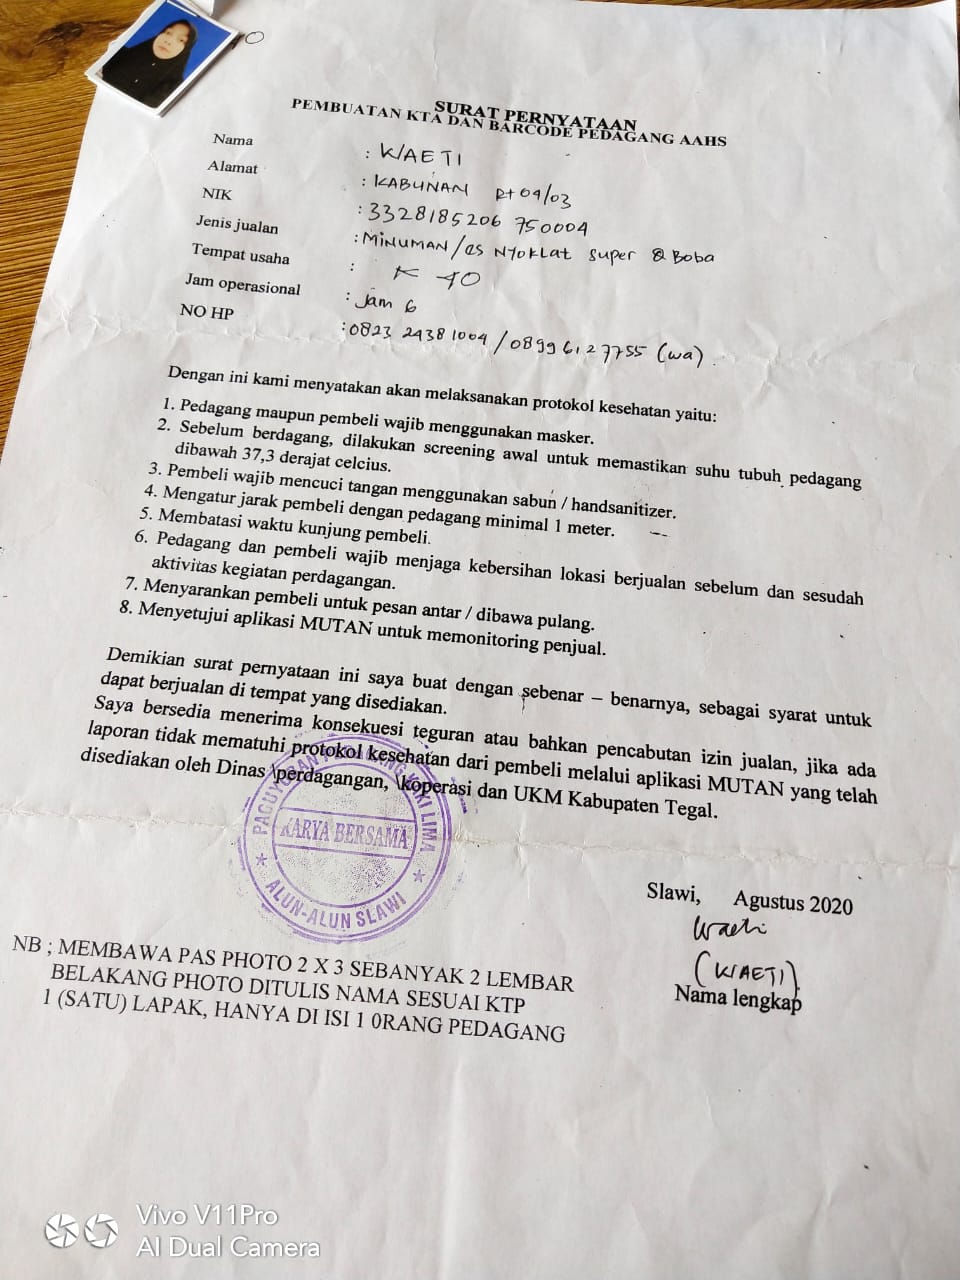 SURAT PERNYATAAN
PEMBUATAN KTA DAN BARCODE PEDAGANG AAHS
Nama : WAETI
Alamat : KABUNAN Rt 04/03
NIK : 3328185206 750004
Jenis jualan : MINUMAN/es NYOKLat super & Boba
Tempat usaha : K 40
Jam operasional : Jam 6
NO HP : 0823 2438 1004 / 0899 6127755 (wa).
Dengan ini kami menyatakan akan melaksanakan protokol kesehatan yaitu:
1. Pedagang maupun pembeli wajib menggunakan masker.
2. Sebelum berdagang, dilakukan screening awal untuk memastikan suhu tubuh pedagang
dibawah 37,3 derajat celcius.
3. Pembeli wajib mencuci tangan menggunakan sabun / handsanitizer.
4. Mengatur jarak pembeli dengan pedagang minimal 1 meter.
5. Membatasi waktu kunjung pembeli.
6. Pedagang dan pembeli wajib menjaga kebersihan lokasi berjualan sebelum dan sesudah
aktivitas kegiatan perdagangan.
7. Menyarankan pembeli untuk pesan antar / dibawa pulang.
8. Menyetujui aplikasi MUTAN untuk memonitoring penjual.
Demikian surat pernyataan ini saya buat dengan sebenar – benarnya, sebagai syarat untuk
dapat berjualan di tempat yang disediakan.
Saya bersedia menerima konsekuesi teguran atau bahkan pencabutan izin jualan, jika ada
laporan tidak mematuhi protokol kesehatan dari pembeli melalui aplikasi MUTAN yang telah
disediakan oleh Dinas \perdagangan, \koperasi dan UKM Kabupaten Tegal.
PAGUYUBAN PEDAGANG KAKI LIMA
KARYA BERSAMA
ALUN-ALUN SLAWI
Slawi, Agustus 2020
Waeti
(WAETI)
Nama lengkap
NB ; MEMBAWA PAS PHOTO 2 X 3 SEBANYAK 2 LEMBAR
BELAKANG PHOTO DITULIS NAMA SESUAI KTP
1 (SATU) LAPAK, HANYA DI ISI 1 0RANG PEDAGANG
Vivo V11Pro
AI Dual Camera